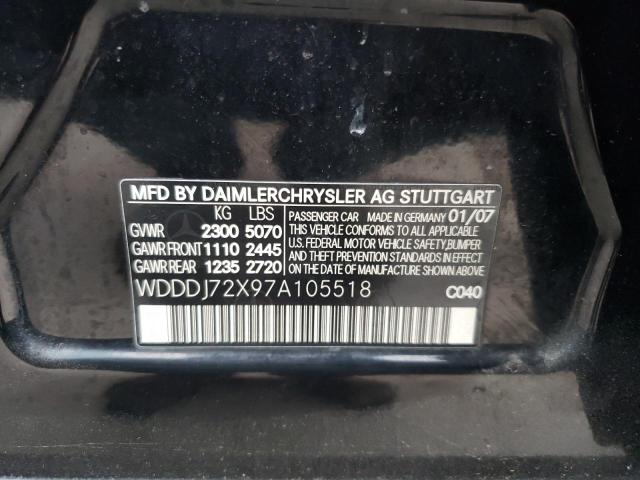 MFD BY DAIMLERCHRYSLER AG STUTTGART
KG LBS PASSENGER CAR MADE IN GERMANY 01/07
GVWR 2300 5070 THIS VEHICLE CONFORMS TO ALL APPLICABLE
GAWR FRONT 1110 2445 U.S. FEDERAL MOTOR VEHICLE SAFETY, BUMPER
GAWR REAR 1235 2720 AND THEFT PREVENTION STANDARDS IN EFFECT
ON THE DATE OF MANUFACTURE SHOWN ABOVE.
WDDDJ72X97A105518 C040